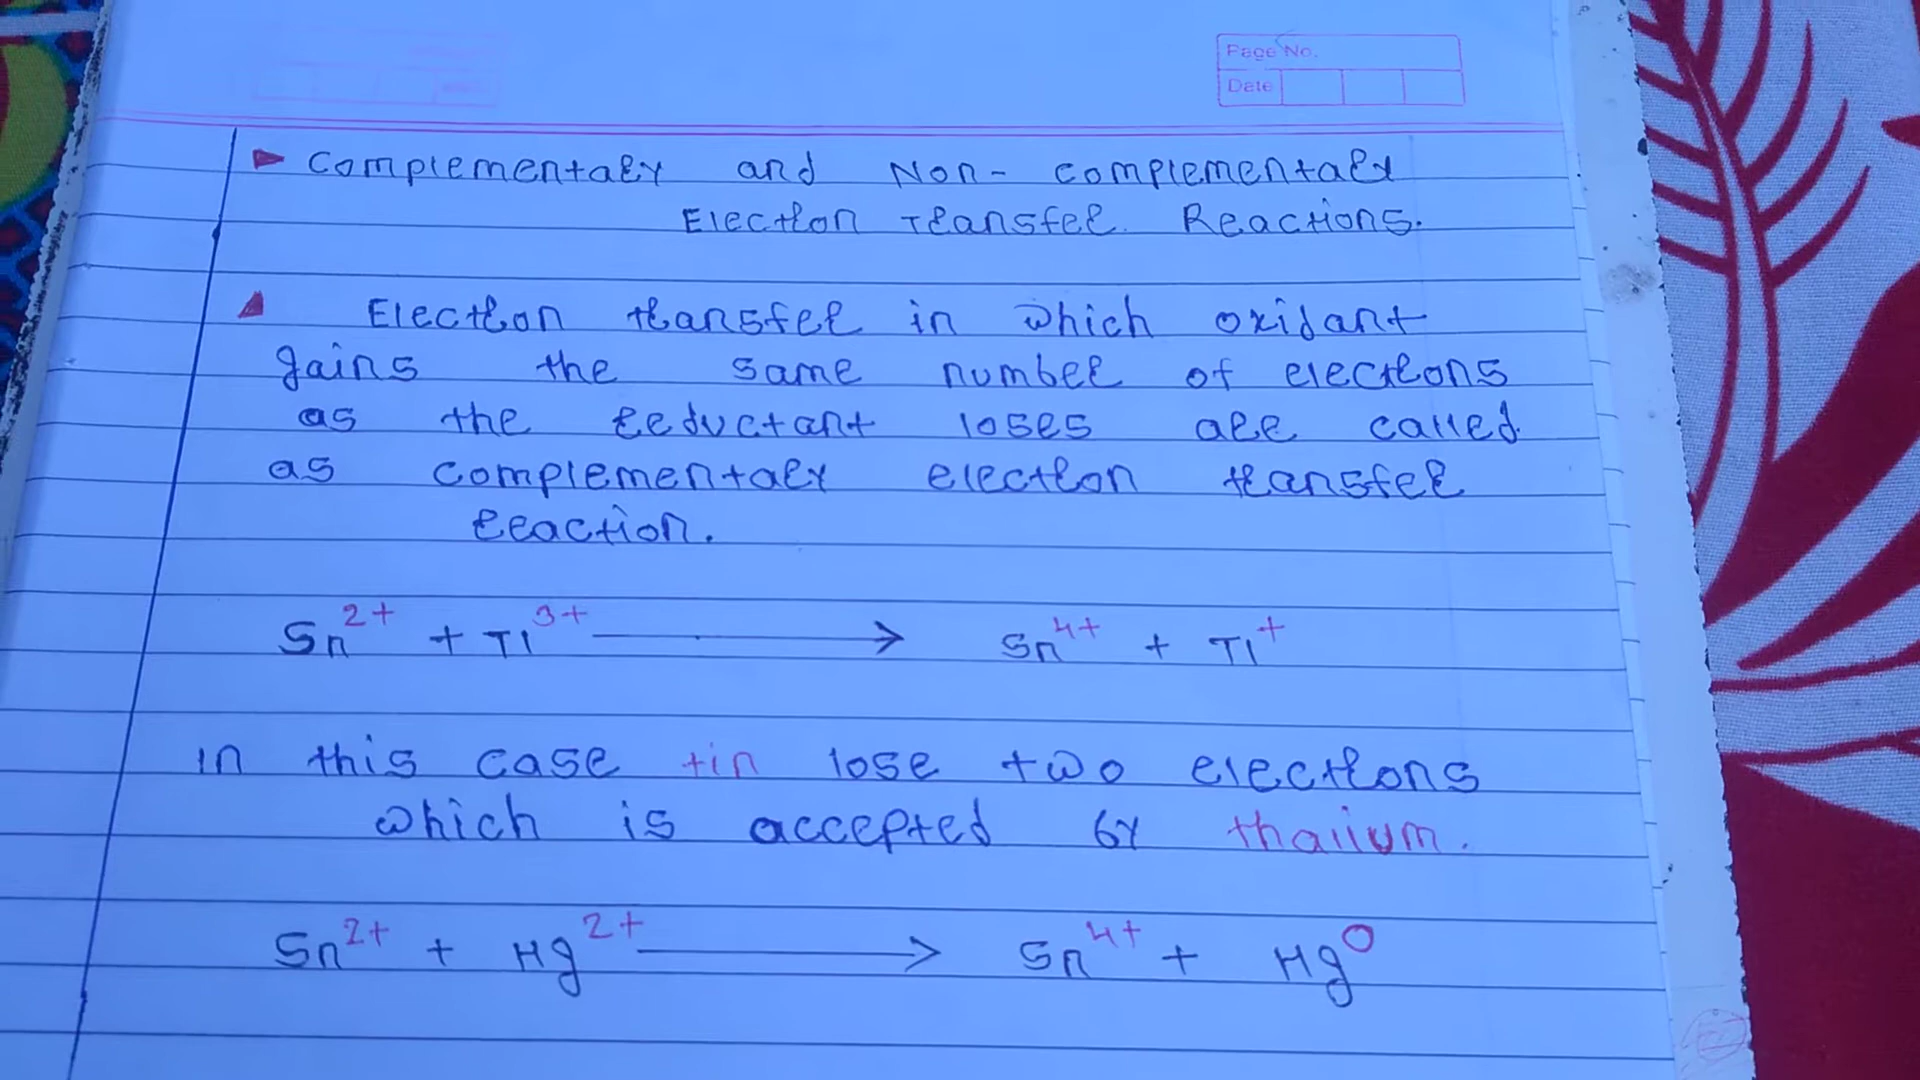 Page No.
Date
Complementary and Non-complementary
Electron Transfer Reactions.
Electron transfer in which oxidant
gains the same number of electrons
as the reductant loses are called
as complementary electron transfer
reaction.
Sn²⁺ + Tl³⁺ → Sn⁴⁺ + Tl⁺
In this case tin lose two electrons
which is accepted by thallium.
Sn²⁺ + Hg²⁺ → Sn⁴⁺ + Hg⁰